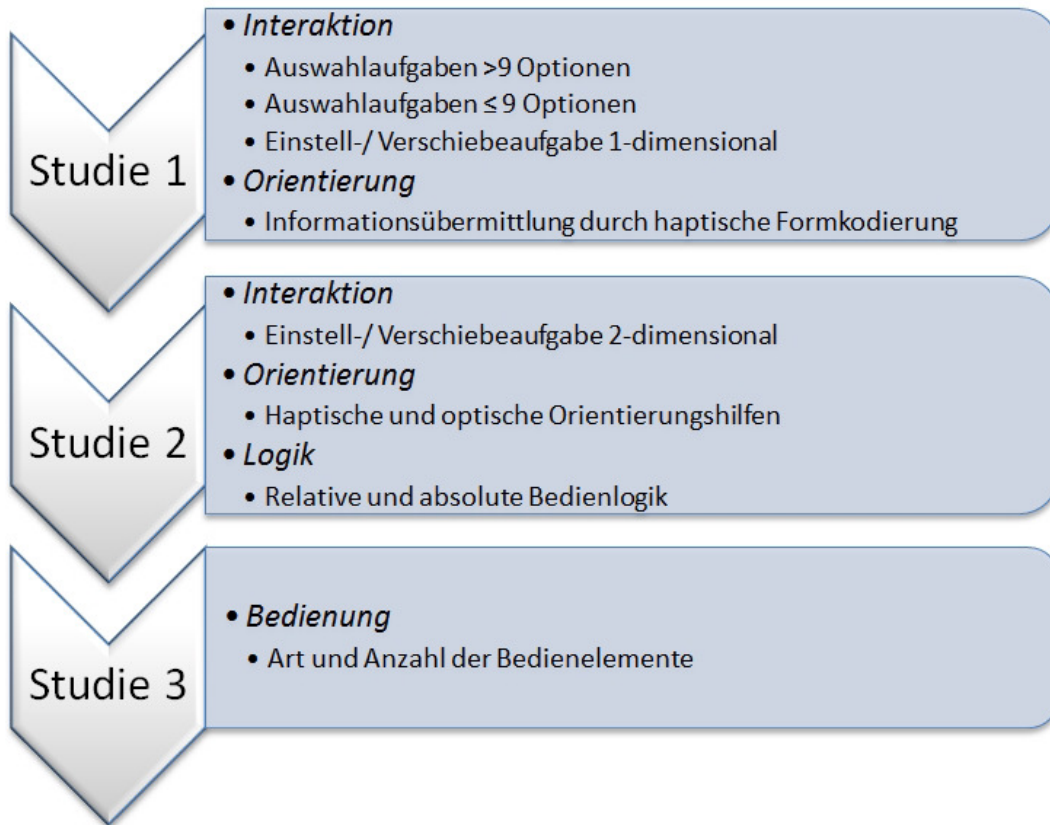 Studie 1
• Interaktion
• Auswahlaufgaben >9 Optionen
• Auswahlaufgaben ≤ 9 Optionen
• Einstell-/ Verschiebeaufgabe 1-dimensional
• Orientierung
• Informationsübermittlung durch haptische Formkodierung
Studie 2
• Interaktion
• Einstell-/ Verschiebeaufgabe 2-dimensional
• Orientierung
• Haptische und optische Orientierungshilfen
• Logik
• Relative und absolute Bedienlogik
Studie 3
• Bedienung
• Art und Anzahl der Bedienelemente